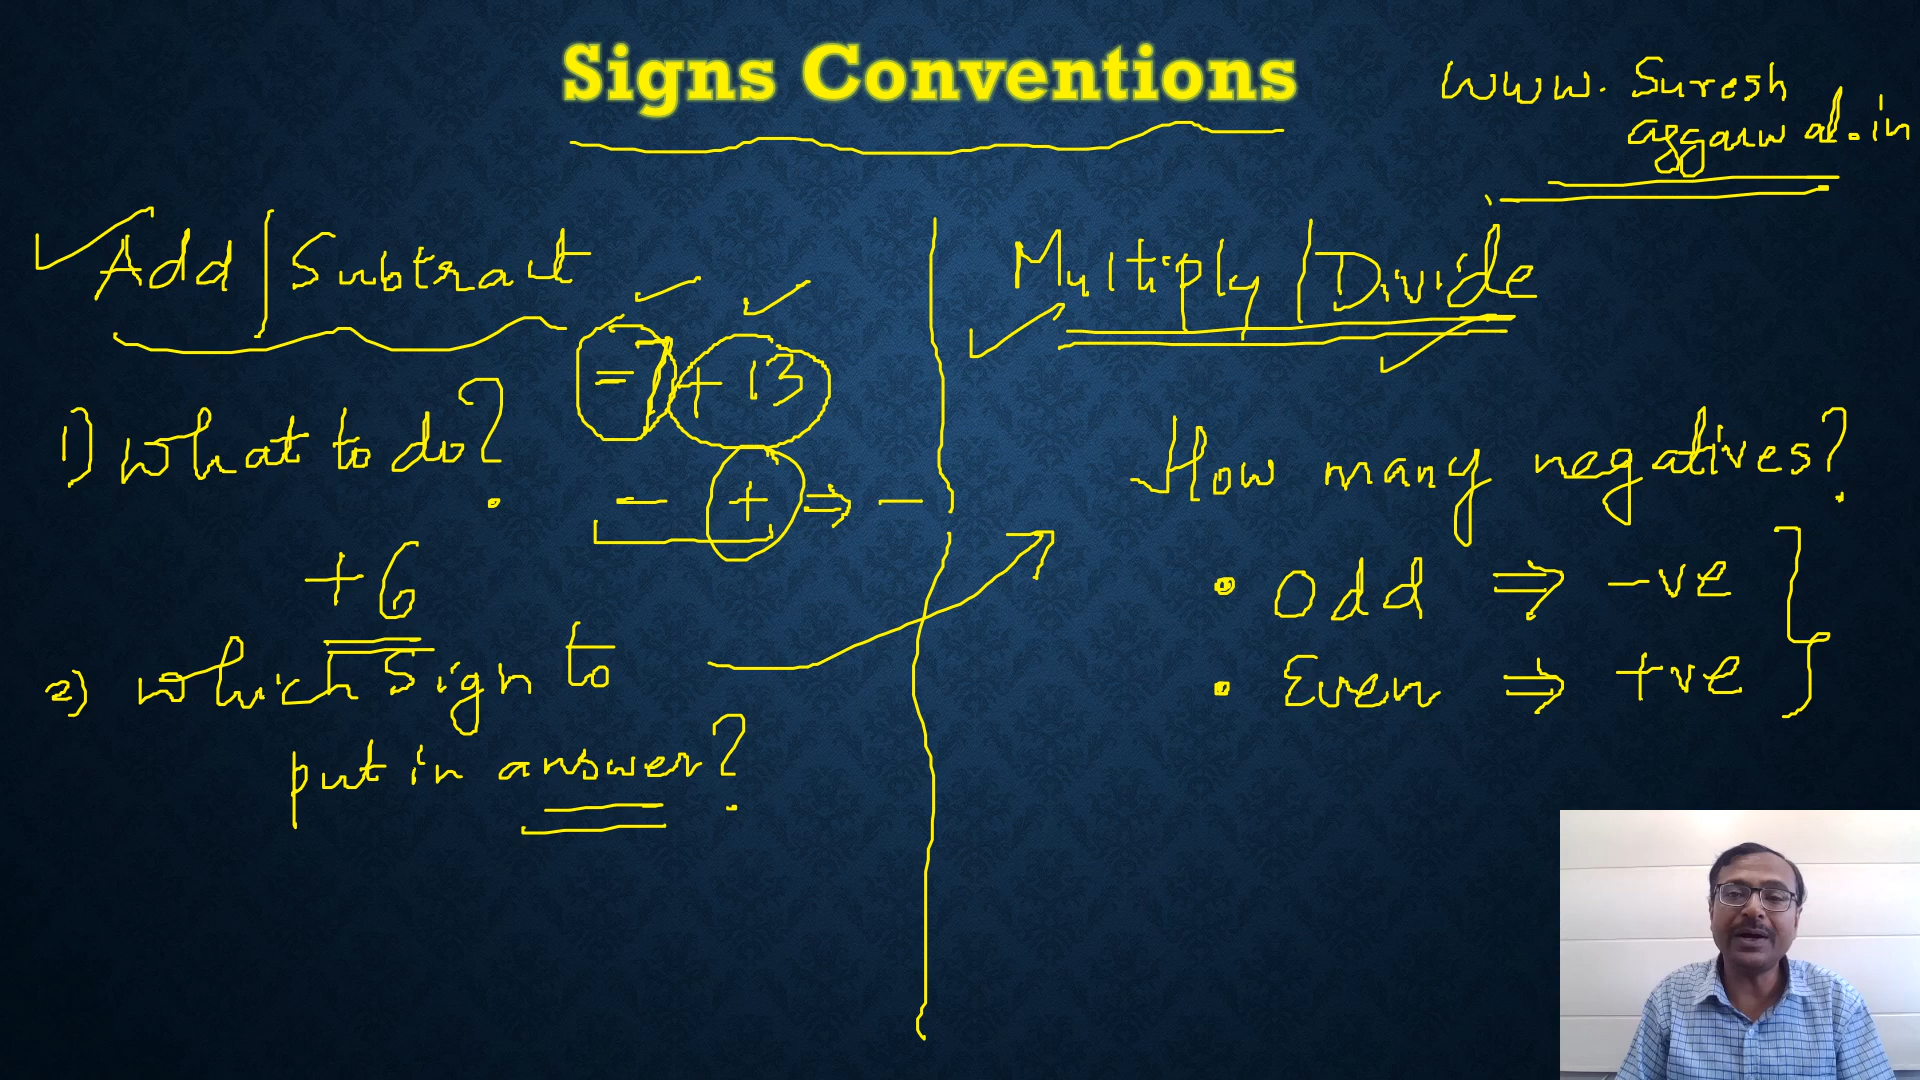 Signs Conventions
www. Suresh
aggarwal.in
Add | Subtract
1) What to do?
-7 + 13
- + ⇒ -
+6
2) Which Sign to
put in answer?
Multiply / Divide
How many negatives?
• Odd ⇒ -ve
• Even ⇒ +ve